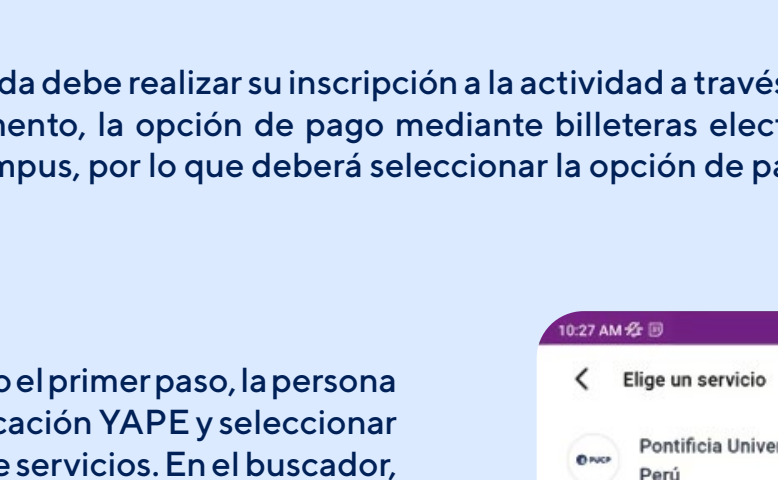 da debe realizar su inscripción a la actividad a través
mento, la opción de pago mediante billeteras elect
mpus, por lo que deberá seleccionar la opción de pa
o el primer paso, la persona
cación YAPE y seleccionar
e servicios. En el buscador,
10:27 AM
Elige un servicio
PUCP
Pontificia Univer
Perú